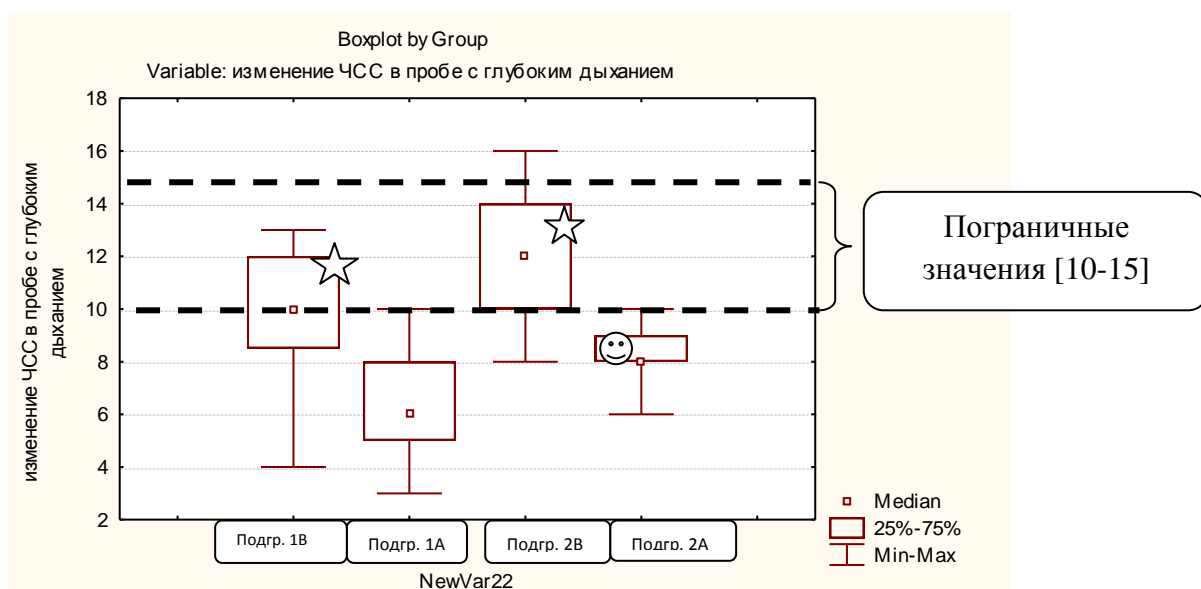 Boxplot by Group
Variable: изменение ЧСС в пробе с глубоким дыханием
изменение ЧСС в пробе с глубоким
дыханием
18
16
14
12
10
8
6
4
2
Пограничные
значения [10-15]
Подгр. 1В
Подгр. 1А
Подгр. 2В
Подгр. 2А
NewVar22
Median
25%-75%
Min-Max